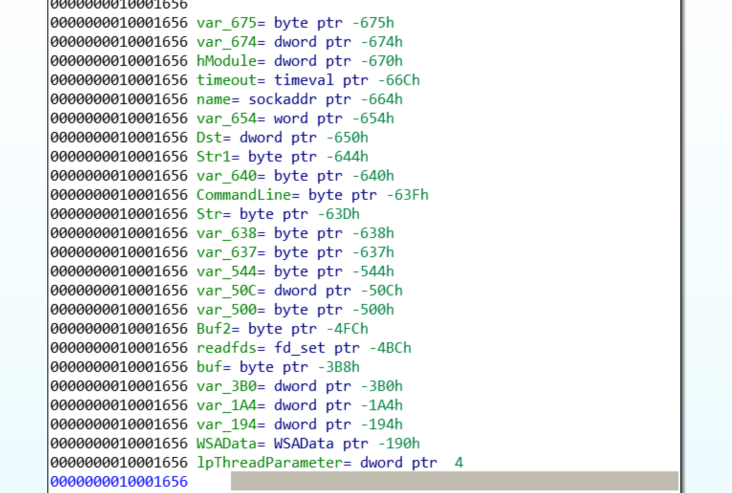 0000000010001656
0000000010001656 var_675= byte ptr -675h
0000000010001656 var_674= dword ptr -674h
0000000010001656 hModule= dword ptr -670h
0000000010001656 timeout= timeval ptr -66Ch
0000000010001656 name= sockaddr ptr -664h
0000000010001656 var_654= word ptr -654h
0000000010001656 Dst= dword ptr -650h
0000000010001656 Str1= byte ptr -644h
0000000010001656 var_640= byte ptr -640h
0000000010001656 CommandLine= byte ptr -63Fh
0000000010001656 Str= byte ptr -63Dh
0000000010001656 var_638= byte ptr -638h
0000000010001656 var_637= byte ptr -637h
0000000010001656 var_544= byte ptr -544h
0000000010001656 var_50C= dword ptr -50Ch
0000000010001656 var_500= byte ptr -500h
0000000010001656 Buf2= byte ptr -4FCh
0000000010001656 readfds= fd_set ptr -4BCh
0000000010001656 buf= byte ptr -3B8h
0000000010001656 var_3B0= dword ptr -3B0h
0000000010001656 var_1A4= dword ptr -1A4h
0000000010001656 var_194= dword ptr -194h
0000000010001656 WSAData= WSAData ptr -190h
0000000010001656 lpThreadParameter= dword ptr  4
0000000010001656